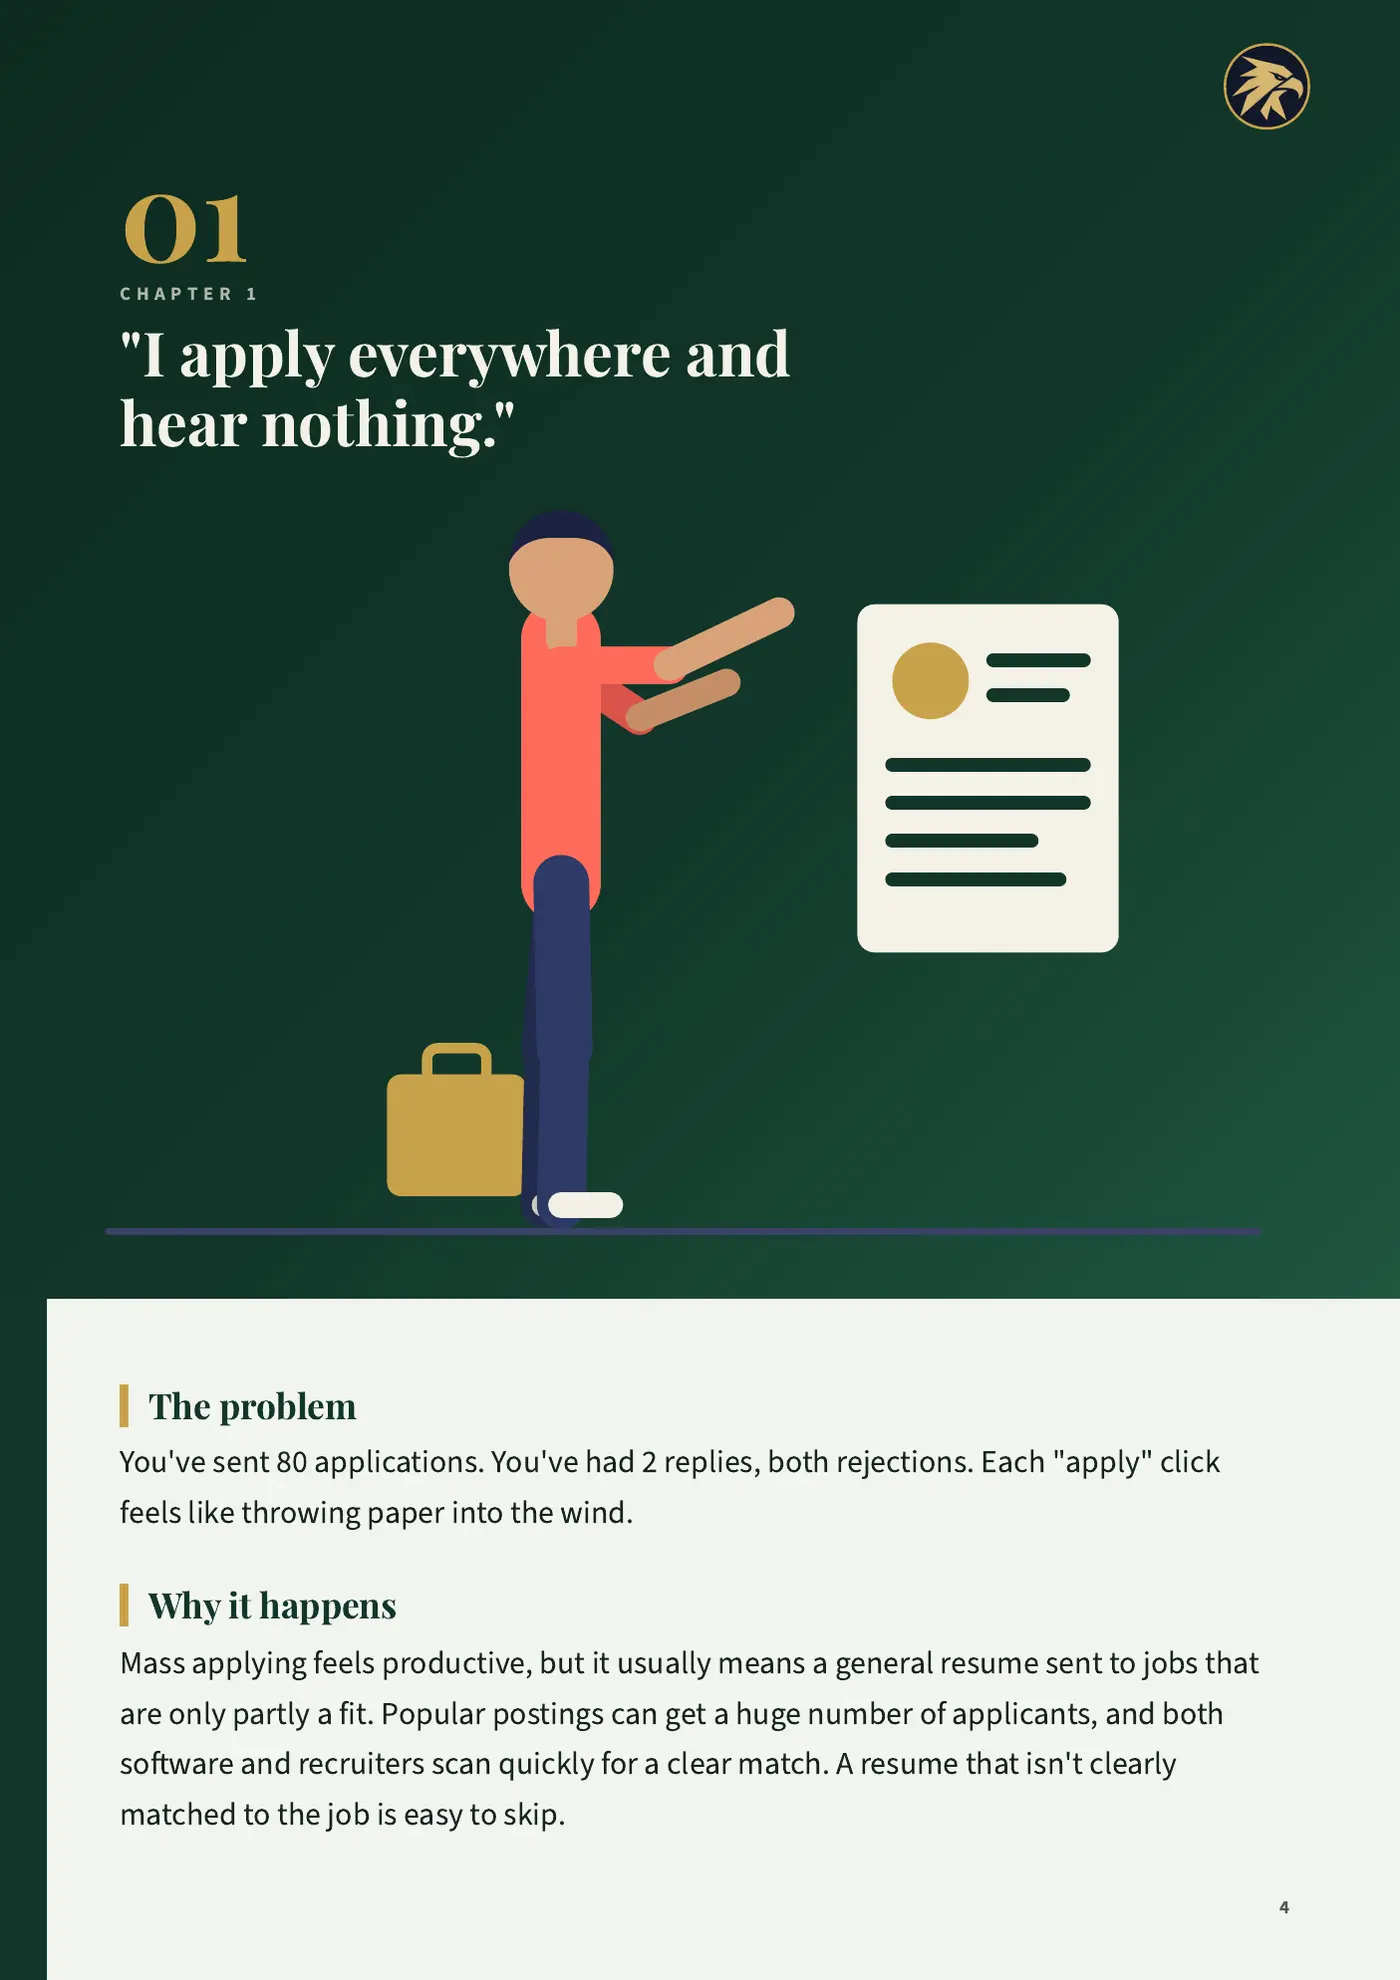 01
CHAPTER 1
"I apply everywhere and
hear nothing."
The problem
You've sent 80 applications. You've had 2 replies, both rejections. Each "apply" click
feels like throwing paper into the wind.
Why it happens
Mass applying feels productive, but it usually means a general resume sent to jobs that
are only partly a fit. Popular postings can get a huge number of applicants, and both
software and recruiters scan quickly for a clear match. A resume that isn't clearly
matched to the job is easy to skip.
4